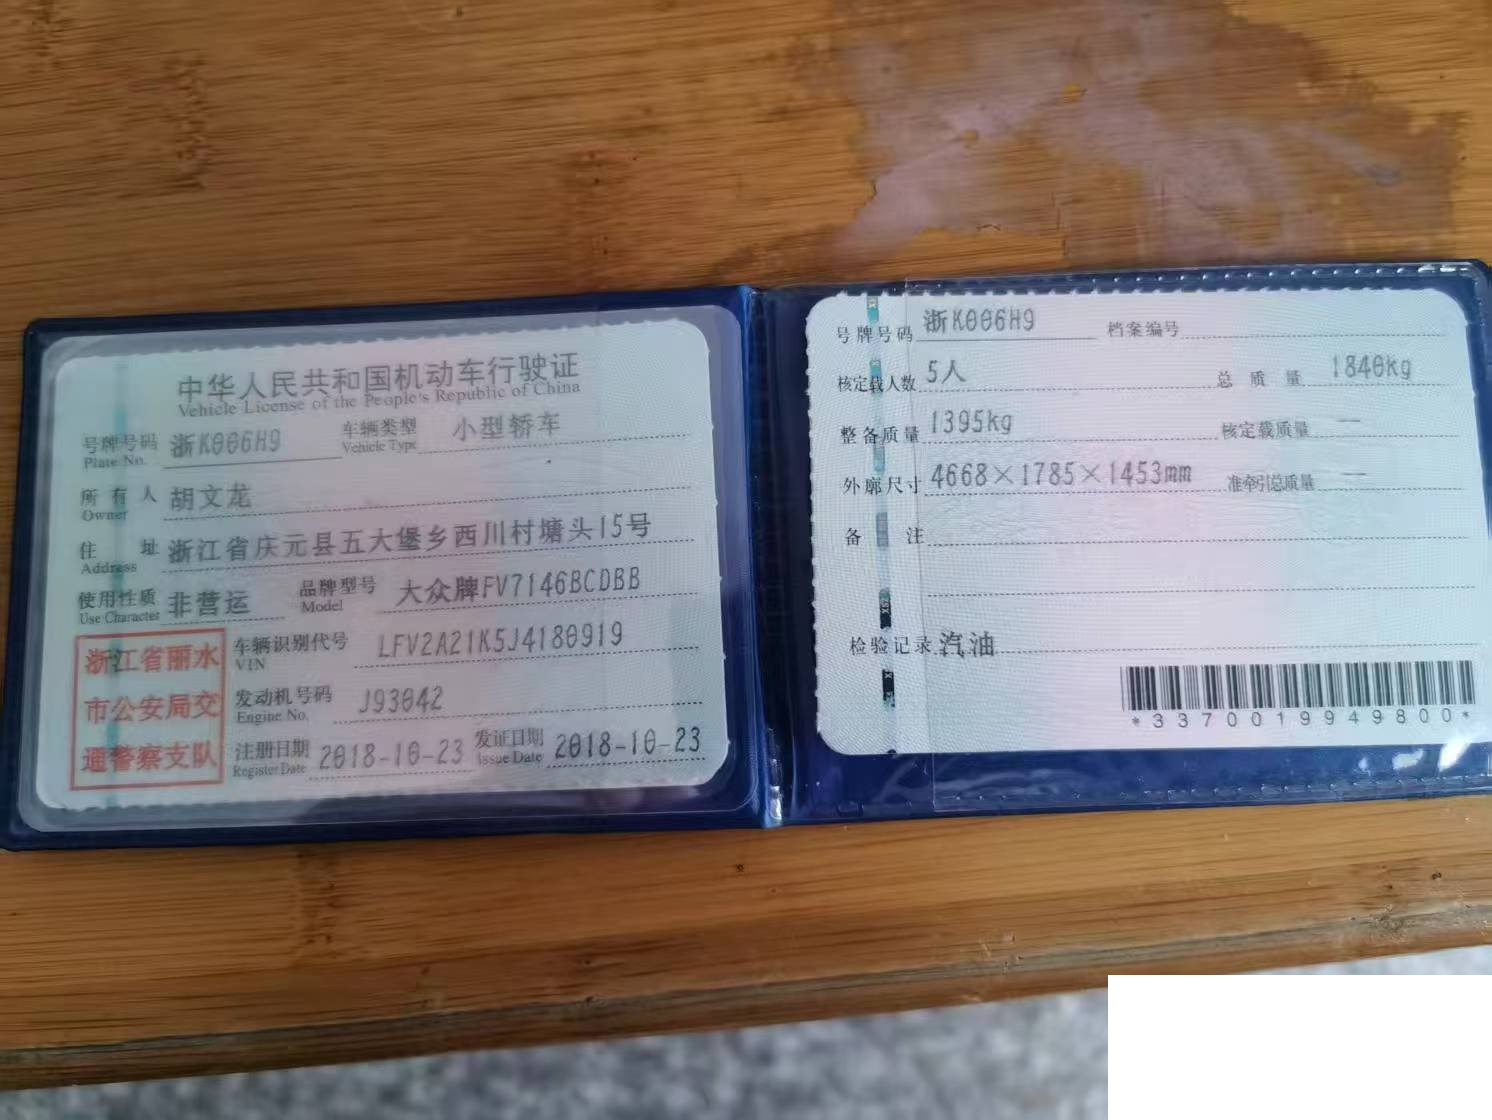 中华人民共和国机动车行驶证
Vehicle License of the People's Republic of China
号牌号码 浙K006H9 车辆类型 小型轿车
Plate No. Vehicle Type
所有人 胡文龙
Owner
住址 浙江省庆元县五大堡乡西川村塘头15号
Address
使用性质 非营运 品牌型号 大众牌FV7146BCDBB
Use Character Model
浙江省丽水
市公安局交
通警察支队
车辆识别代号 LFV2A21K5J4180919
VIN
发动机号码 J93042
Engine No.
注册日期 2018-10-23 发证日期 2018-10-23
Register Date Issue Date
号牌号码 浙K006H9 档案编号
核定载人数 5人 总质量 1840kg
整备质量 1395kg 核定载质量 --
外廓尺寸 4668×1785×1453mm 准牵引总质量 --
备注
检验记录 汽油
*3370019949800*